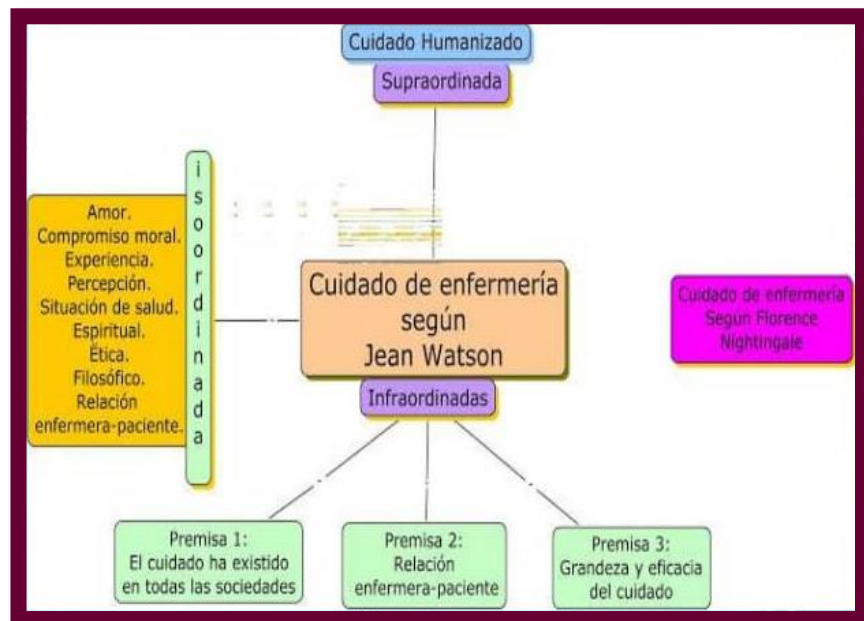 Cuidado Humanizado
Supraordinada
isoordinada
Amor.
Compromiso moral.
Experiencia.
Percepción.
Situación de salud.
Espiritual.
Ëtica.
Filosófico.
Relación
enfermera-paciente.
Cuidado de enfermería
según
Jean Watson
Cuidado de enfermería
Según Florence
Nightingale
Infraordinadas
Premisa 1:
El cuidado ha existido
en todas las sociedades
Premisa 2:
Relación
enfermera-paciente
Premisa 3:
Grandeza y eficacia
del cuidado